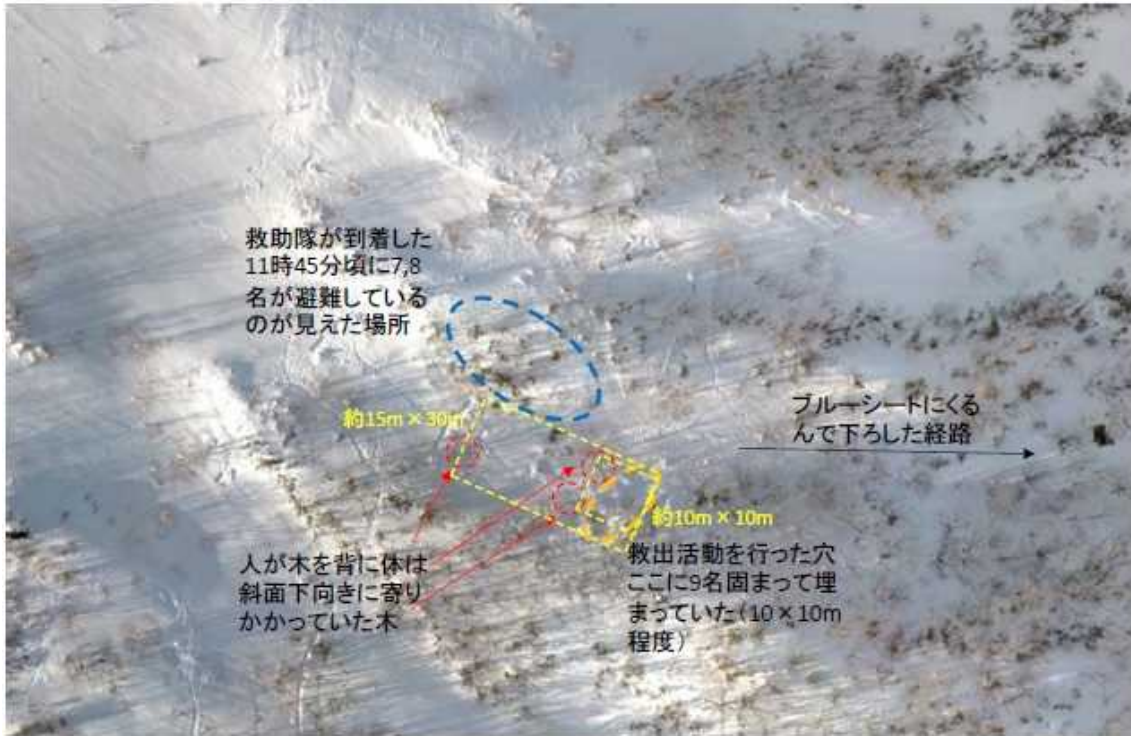 救助隊が到着した
11時45分頃に7,8
名が避難している
のが見えた場所
約15m×30m
ブルーシートにくる
んで下ろした経路
約10m×10m
人が木を背に体は
斜面下向きに寄り
かかっていた木
救出活動を行った穴
ここに9名固まって埋
まっていた(10×10m
程度)